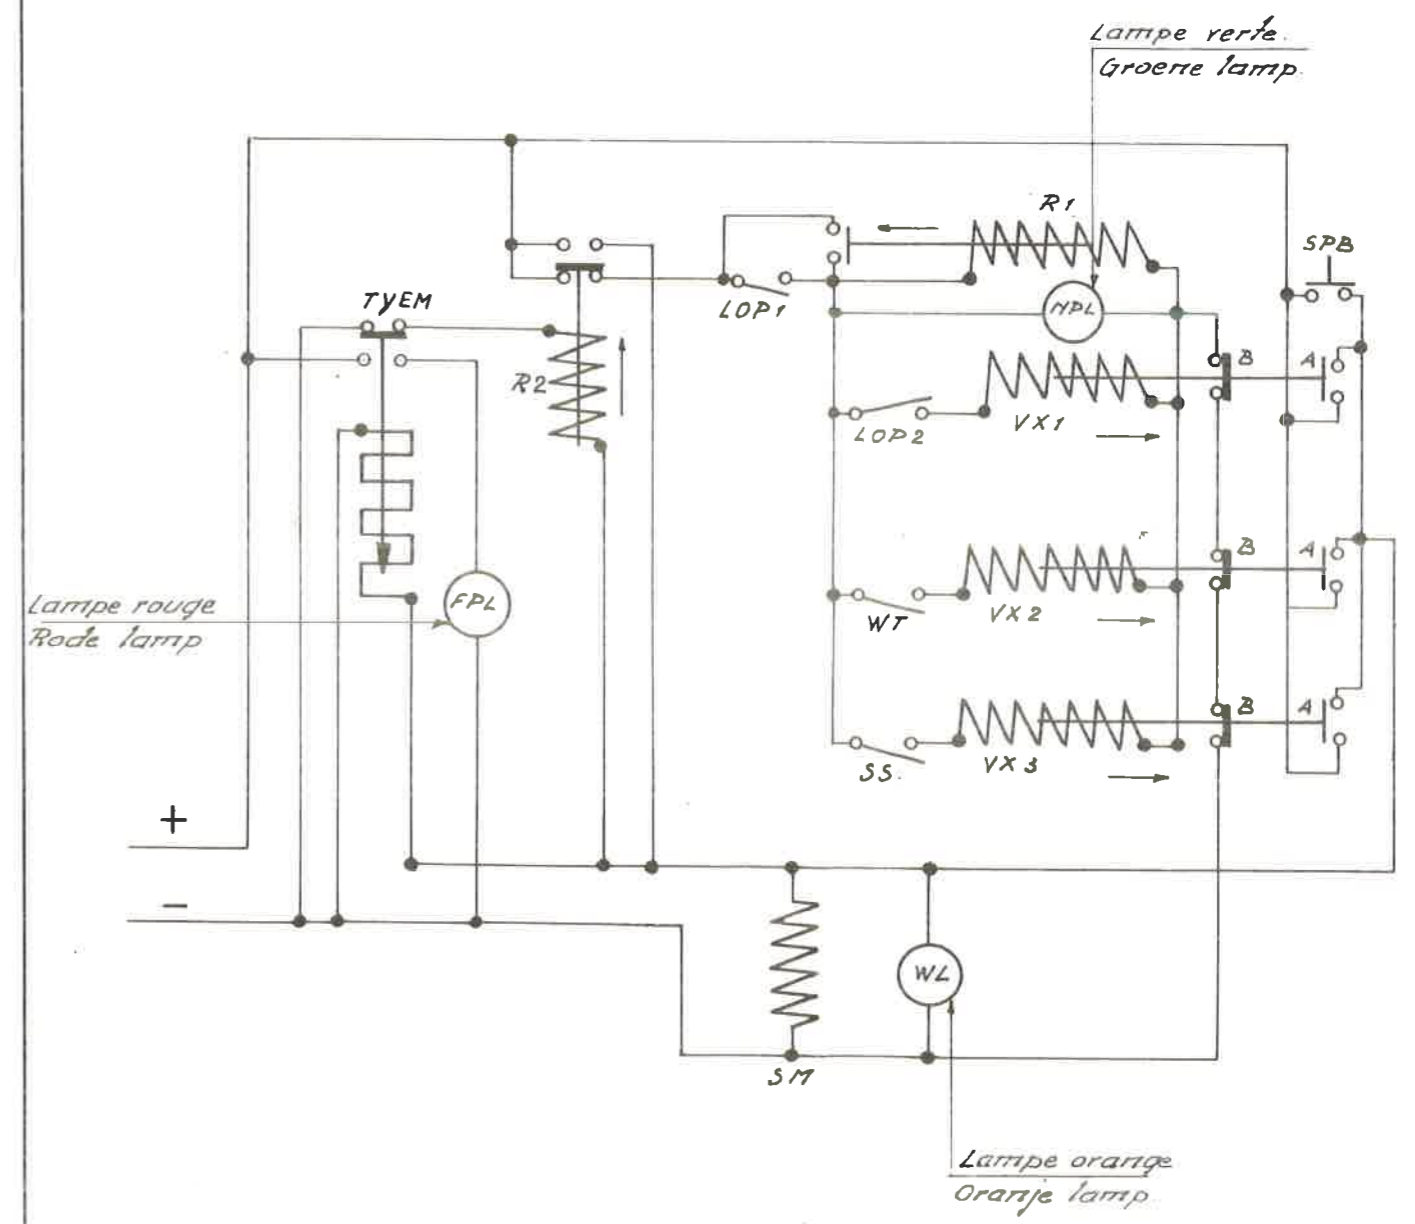 Lampe verte.
Groene lamp.
R1
SPB
TYEM
LOP1
NPL
B
A
R2
LOP2
VX1
B
A
FPL
Lampe rouge
Rode lamp
WT
VX2
B
A
SS.
VX3
+
-
WL
SM
Lampe orange
Oranje lamp